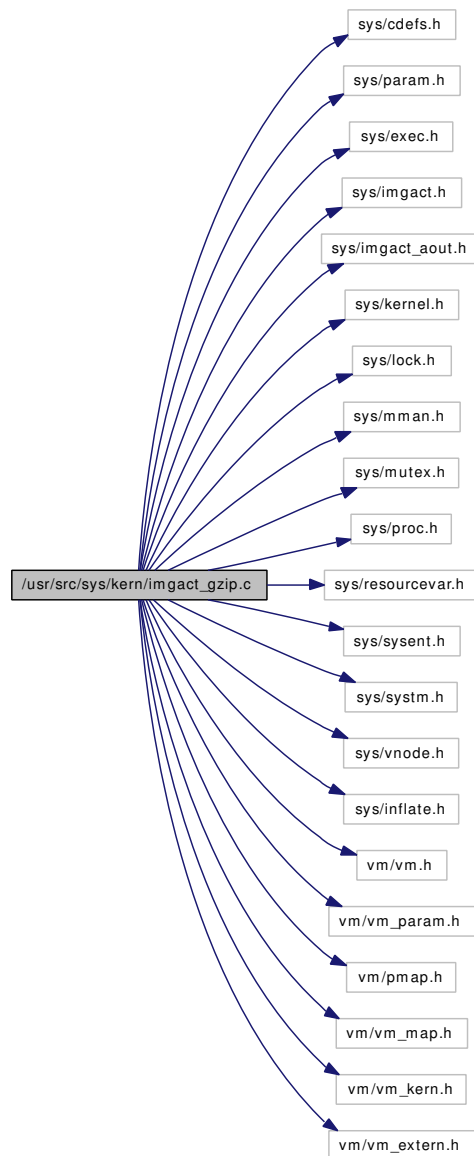 sys/cdefs.h
sys/param.h
sys/exec.h
sys/imgact.h
sys/imgact_aout.h
sys/kernel.h
sys/lock.h
sys/mman.h
sys/mutex.h
sys/proc.h
/usr/src/sys/kern/imgact_gzip.c
sys/resourcevar.h
sys/sysent.h
sys/systm.h
sys/vnode.h
sys/inflate.h
vm/vm.h
vm/vm_param.h
vm/pmap.h
vm/vm_map.h
vm/vm_kern.h
vm/vm_extern.h